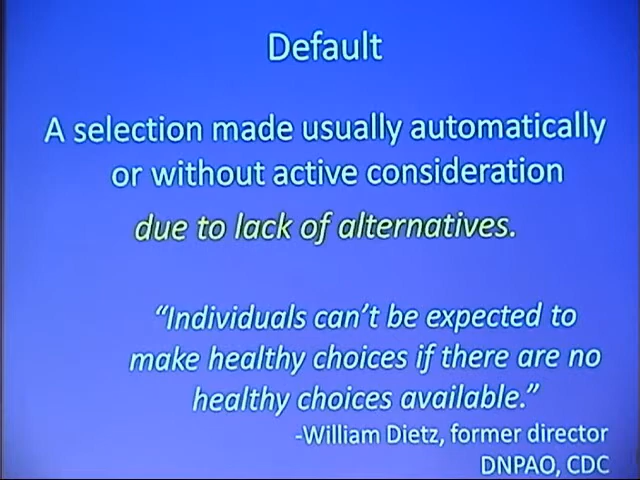 Default
A selection made usually automatically
or without active consideration
due to lack of alternatives.
“Individuals can’t be expected to
make healthy choices if there are no
healthy choices available.”
-William Dietz, former director
DNPAO, CDC